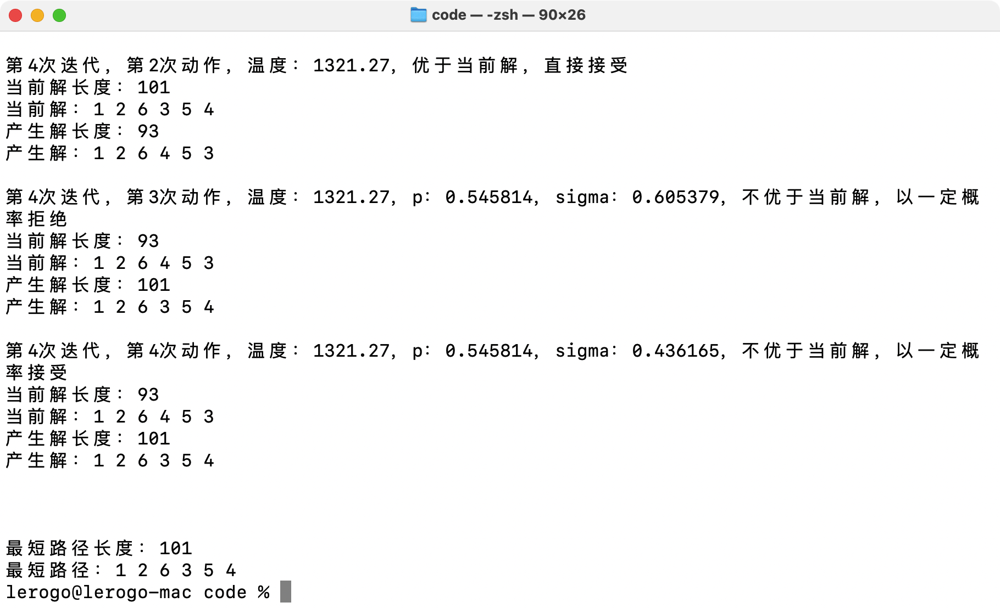 code — -zsh — 90×26
第4次迭代, 第2次动作, 温度: 1321.27, 优于当前解, 直接接受
当前解长度: 101
当前解: 1 2 6 3 5 4
产生解长度: 93
产生解: 1 2 6 4 5 3
第4次迭代, 第3次动作, 温度: 1321.27, p: 0.545814, sigma: 0.605379, 不优于当前解, 以一定概
率拒绝
当前解长度: 93
当前解: 1 2 6 4 5 3
产生解长度: 101
产生解: 1 2 6 3 5 4
第4次迭代, 第4次动作, 温度: 1321.27, p: 0.545814, sigma: 0.436165, 不优于当前解, 以一定概
率接受
当前解长度: 93
当前解: 1 2 6 4 5 3
产生解长度: 101
产生解: 1 2 6 3 5 4
最短路径长度: 101
最短路径: 1 2 6 3 5 4
lerogo@lerogo-mac code %